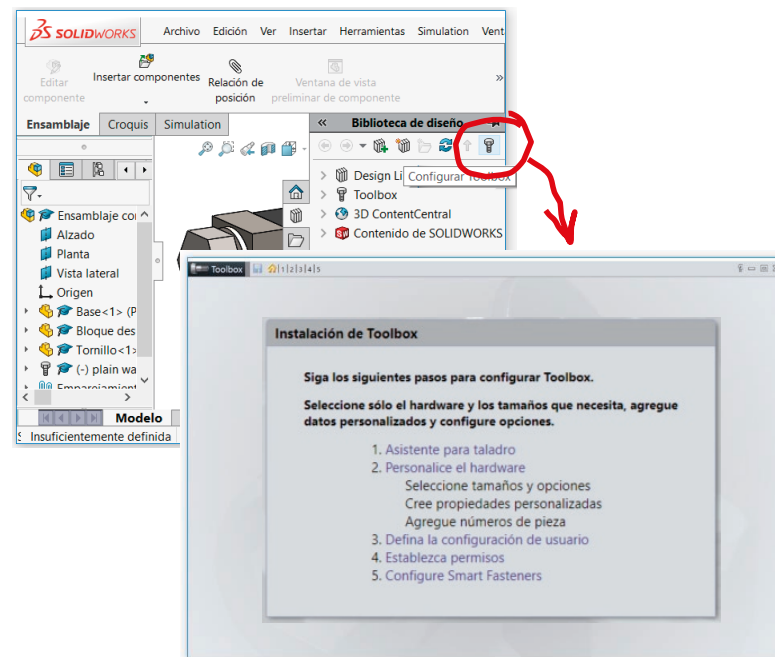 SOLIDWORKS Archivo Edición Ver Insertar Herramientas Simulation Vent
Editar componente
Insertar componentes
Relación de posición
Ventana de vista preliminar de componente
»
Ensamblaje Croquis Simulation
« Biblioteca de diseño
Configurar Toolbox
Design Li
Toolbox
3D ContentCentral
Contenido de SOLIDWORKS
Ensamblaje co
Alzado
Planta
Vista lateral
Origen
Base<1> (P
Bloque des
Tornillo<1>
(-) plain wa
Emparejamient
Modelo
Insuficientemente definida
Toolbox 1|2|3|4|5
Instalación de Toolbox
Siga los siguientes pasos para configurar Toolbox.
Seleccione sólo el hardware y los tamaños que necesita, agregue
datos personalizados y configure opciones.
1. Asistente para taladro
2. Personalice el hardware
Seleccione tamaños y opciones
Cree propiedades personalizadas
Agregue números de pieza
3. Defina la configuración de usuario
4. Establezca permisos
5. Configure Smart Fasteners